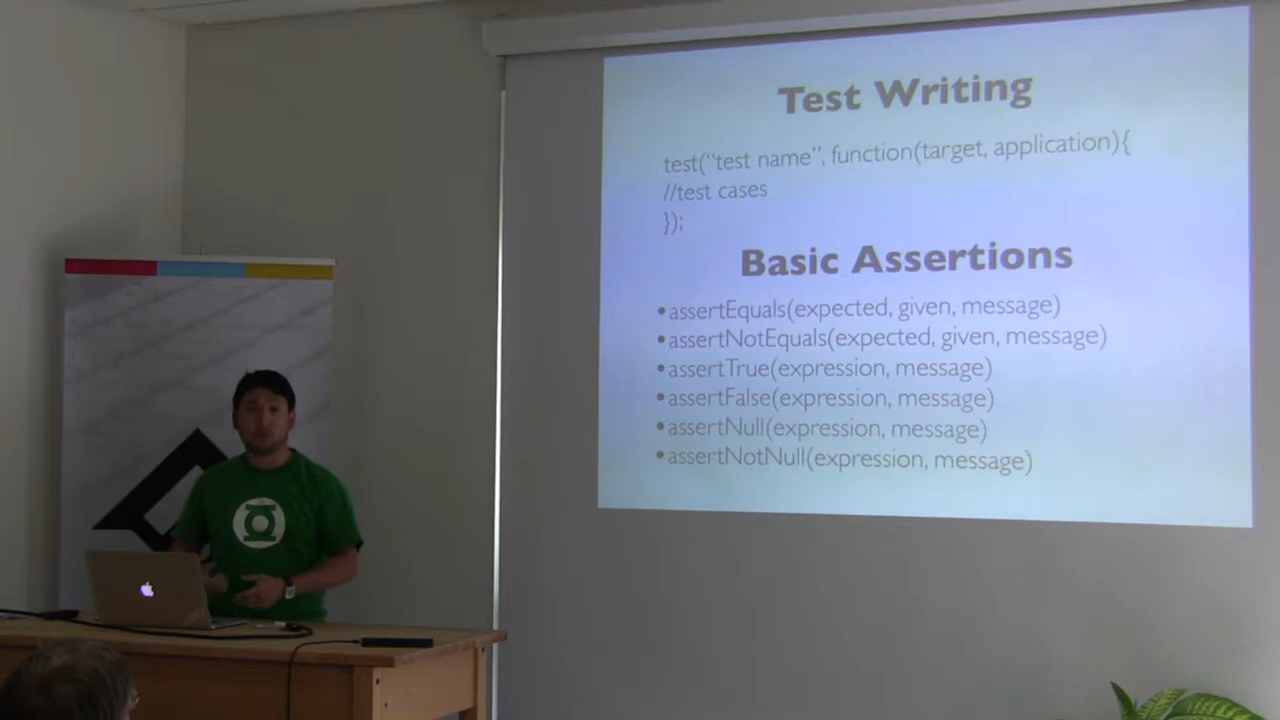 Test Writing
test("test name", function(target, application){
//test cases
});
Basic Assertions
•assertEquals(expected, given, message)
•assertNotEquals(expected, given, message)
•assertTrue(expression, message)
•assertFalse(expression, message)
•assertNull(expression, message)
•assertNotNull(expression, message)